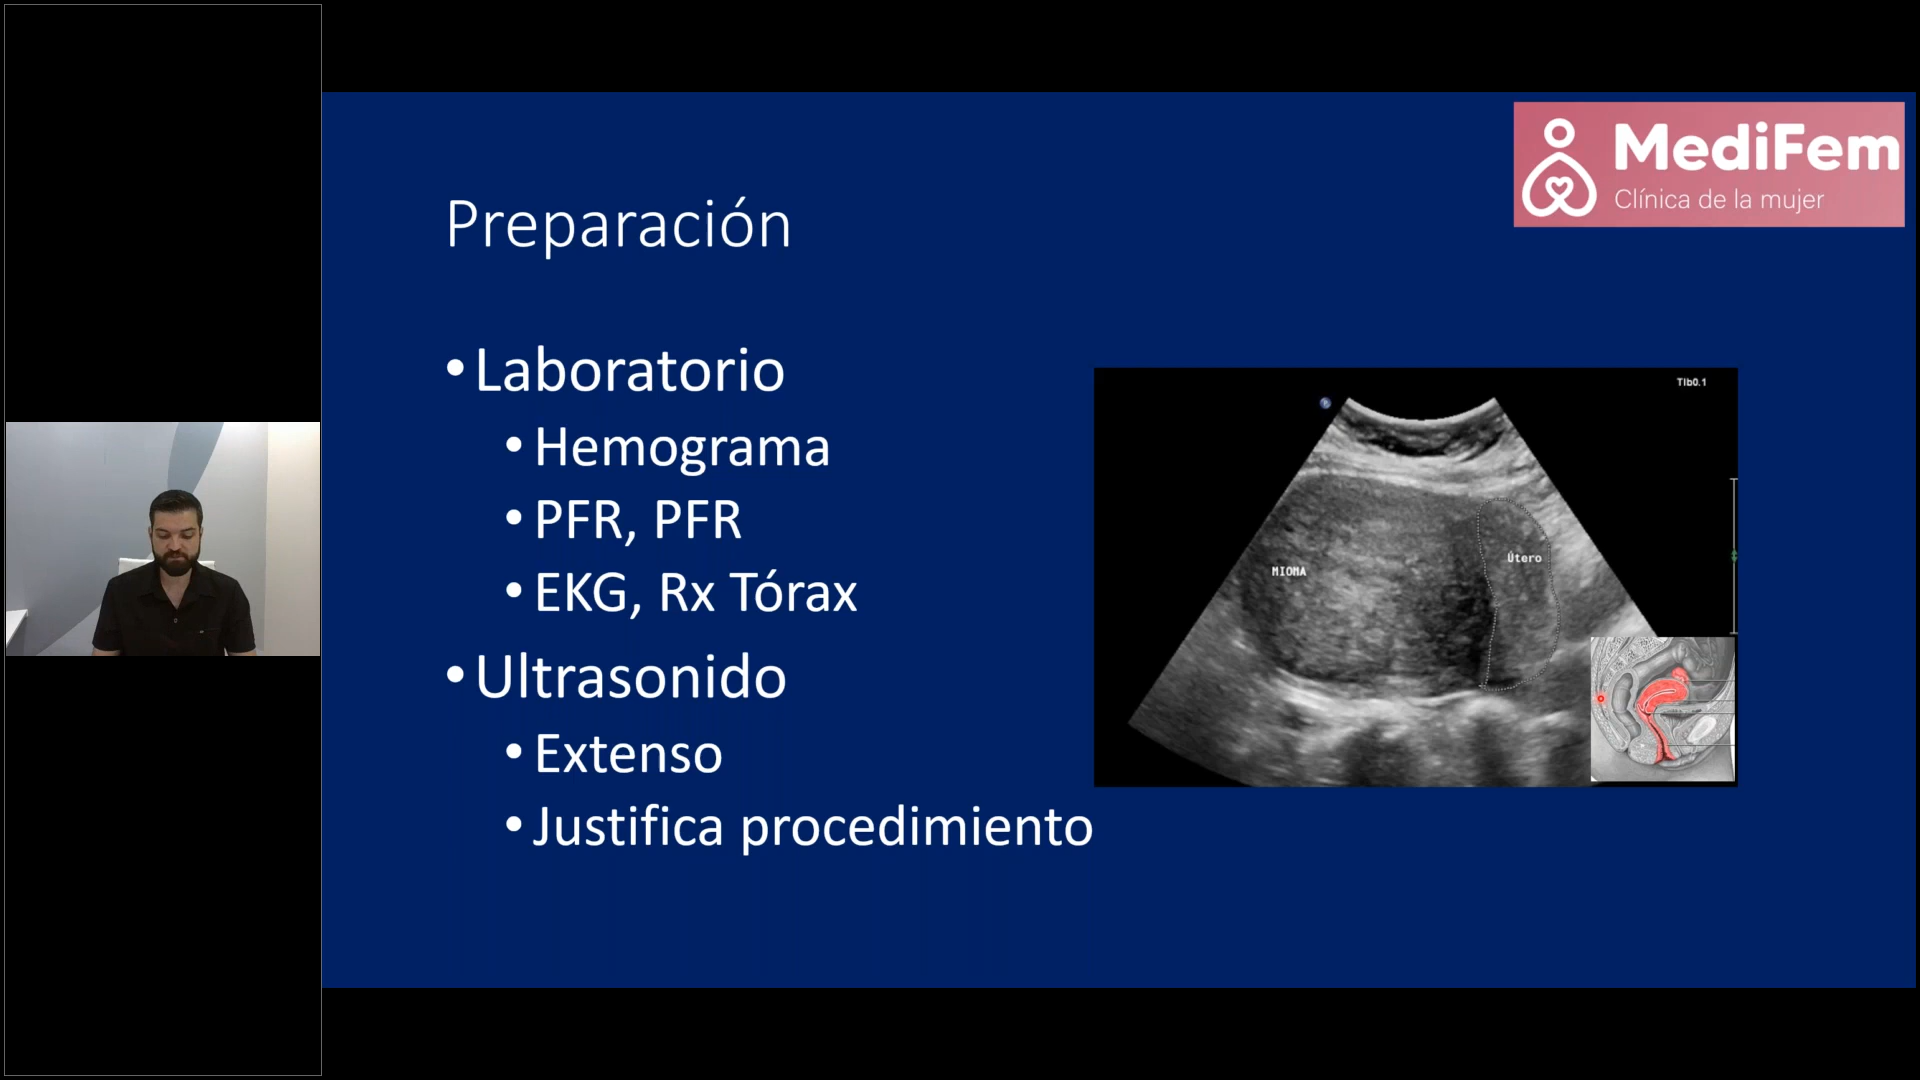 MediFem
Clínica de la mujer
Preparación
•Laboratorio
•Hemograma
•PFR, PFR
•EKG, Rx Tórax
•Ultrasonido
•Extenso
•Justifica procedimiento
TIb0.1
MIOMA
Útero